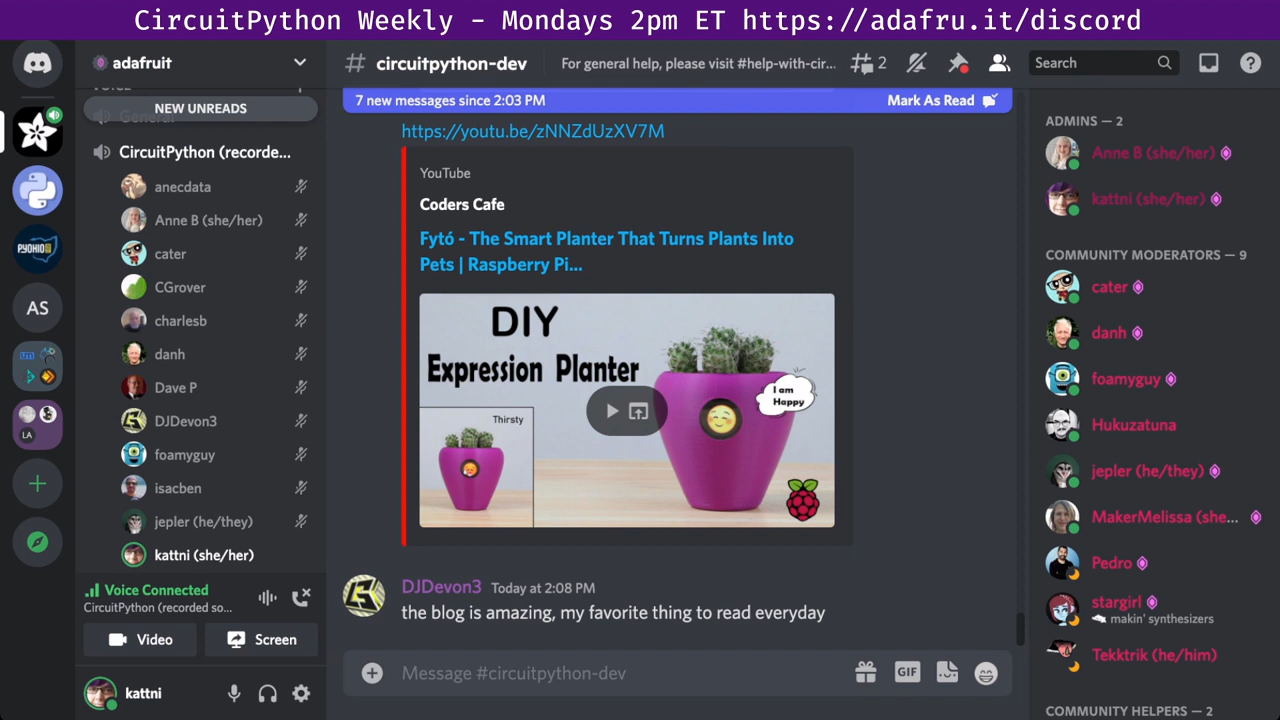 CircuitPython Weekly - Mondays 2pm ET https://adafru.it/discord
adafruit
NEW UNREADS
General
CircuitPython (recorde...
anecdata
Anne B (she/her)
cater
CGrover
charlesb
danh
Dave P
DJDevon3
foamyguy
isacben
jepler (he/they)
kattni (she/her)
Voice Connected
CircuitPython (recorded so...
Video
Screen
kattni
PYOHIO
AS
LA
# circuitpython-dev
For general help, please visit #help-with-cir...
2
Search
7 new messages since 2:03 PM
Mark As Read
https://youtu.be/zNNZdUzXV7M
YouTube
Coders Cafe
Fytó - The Smart Planter That Turns Plants Into
Pets | Raspberry Pi...
DIY
Expression Planter
Thirsty
I am
Happy
DJDevon3 Today at 2:08 PM
the blog is amazing, my favorite thing to read everyday
Message #circuitpython-dev
GIF
ADMINS — 2
Anne B (she/her)
kattni (she/her)
COMMUNITY MODERATORS — 9
cater
danh
foamyguy
Hukuzatuna
jepler (he/they)
MakerMelissa (she...
Pedro
stargirl
makin' synthesizers
Tekktrik (he/him)
COMMUNITY HELPERS — 2